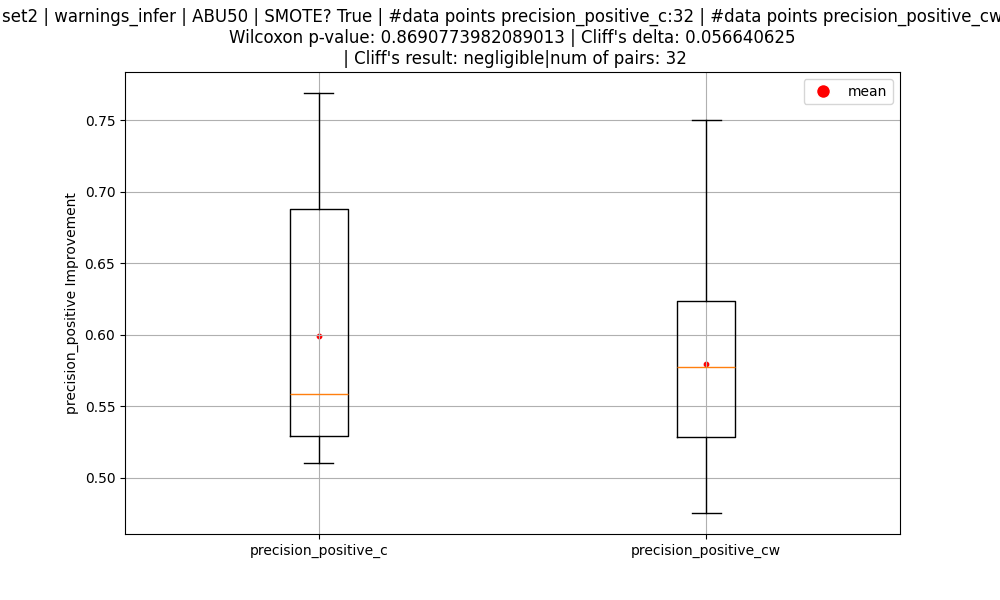 set2 | warnings_infer | ABU50 | SMOTE? True | #data points precision_positive_c:32 | #data points precision_positive_cw
Wilcoxon p-value: 0.8690773982089013 | Cliff's delta: 0.056640625
| Cliff's result: negligible|num of pairs: 32
mean
precision_positive Improvement
0.75
0.70
0.65
0.60
0.55
0.50
precision_positive_c
precision_positive_cw